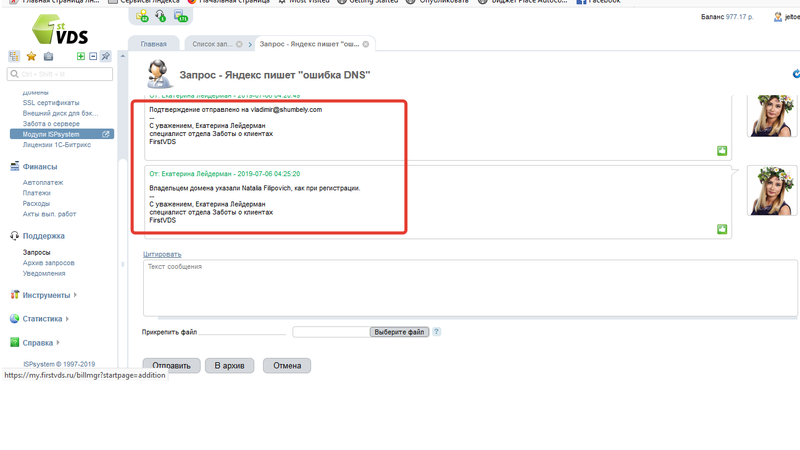 Главная страница Ли...
Сервисы Яндекса
Начальная страница
Most Visited
Getting Started
Опубликовать
Виджет Place Autoco...
Facebook
1st VDS
Баланс 977.17 р.
jeltoe
62
1
171
Главная
Список зап...
Запрос - Яндекс пишет "ош...
Ctrl + Shift + M
Запрос - Яндекс пишет "ошибка DNS"
Домены
SSL сертификаты
Внешний диск для бэк...
Забота о сервере
Модули ISPsystem
Лицензии 1С-Битрикс
Финансы
Автоплатеж
Платежи
Расходы
Акты вып. работ
Поддержка
Запросы
Архив запросов
Уведомления
Инструменты
Статистика
Справка
ISPsystem © 1997-2019
https://my.firstvds.ru/billmgr?startpage=addition
От: Екатерина Лейдерман - 2019-07-06 04:20:49
Подтверждение отправлено на vladimir@shumbely.com
--
С уважением, Екатерина Лейдерман
специалист отдела Заботы о клиентах
FirstVDS
От: Екатерина Лейдерман - 2019-07-06 04:25:20
Владельцем домена указали Natalia Filipovich, как при регистрации.
--
С уважением, Екатерина Лейдерман
специалист отдела Заботы о клиентах
FirstVDS
Цитировать
Текст сообщения
Прикрепить файл
Выберите файл
?
Отправить
В архив
Отмена